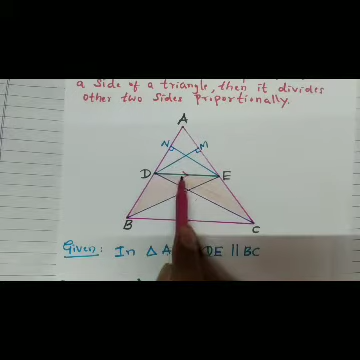 a side of a triangle, then it divides
other two sides proportionally.
A
N M
D E
B C
Given: In △ A DE || BC